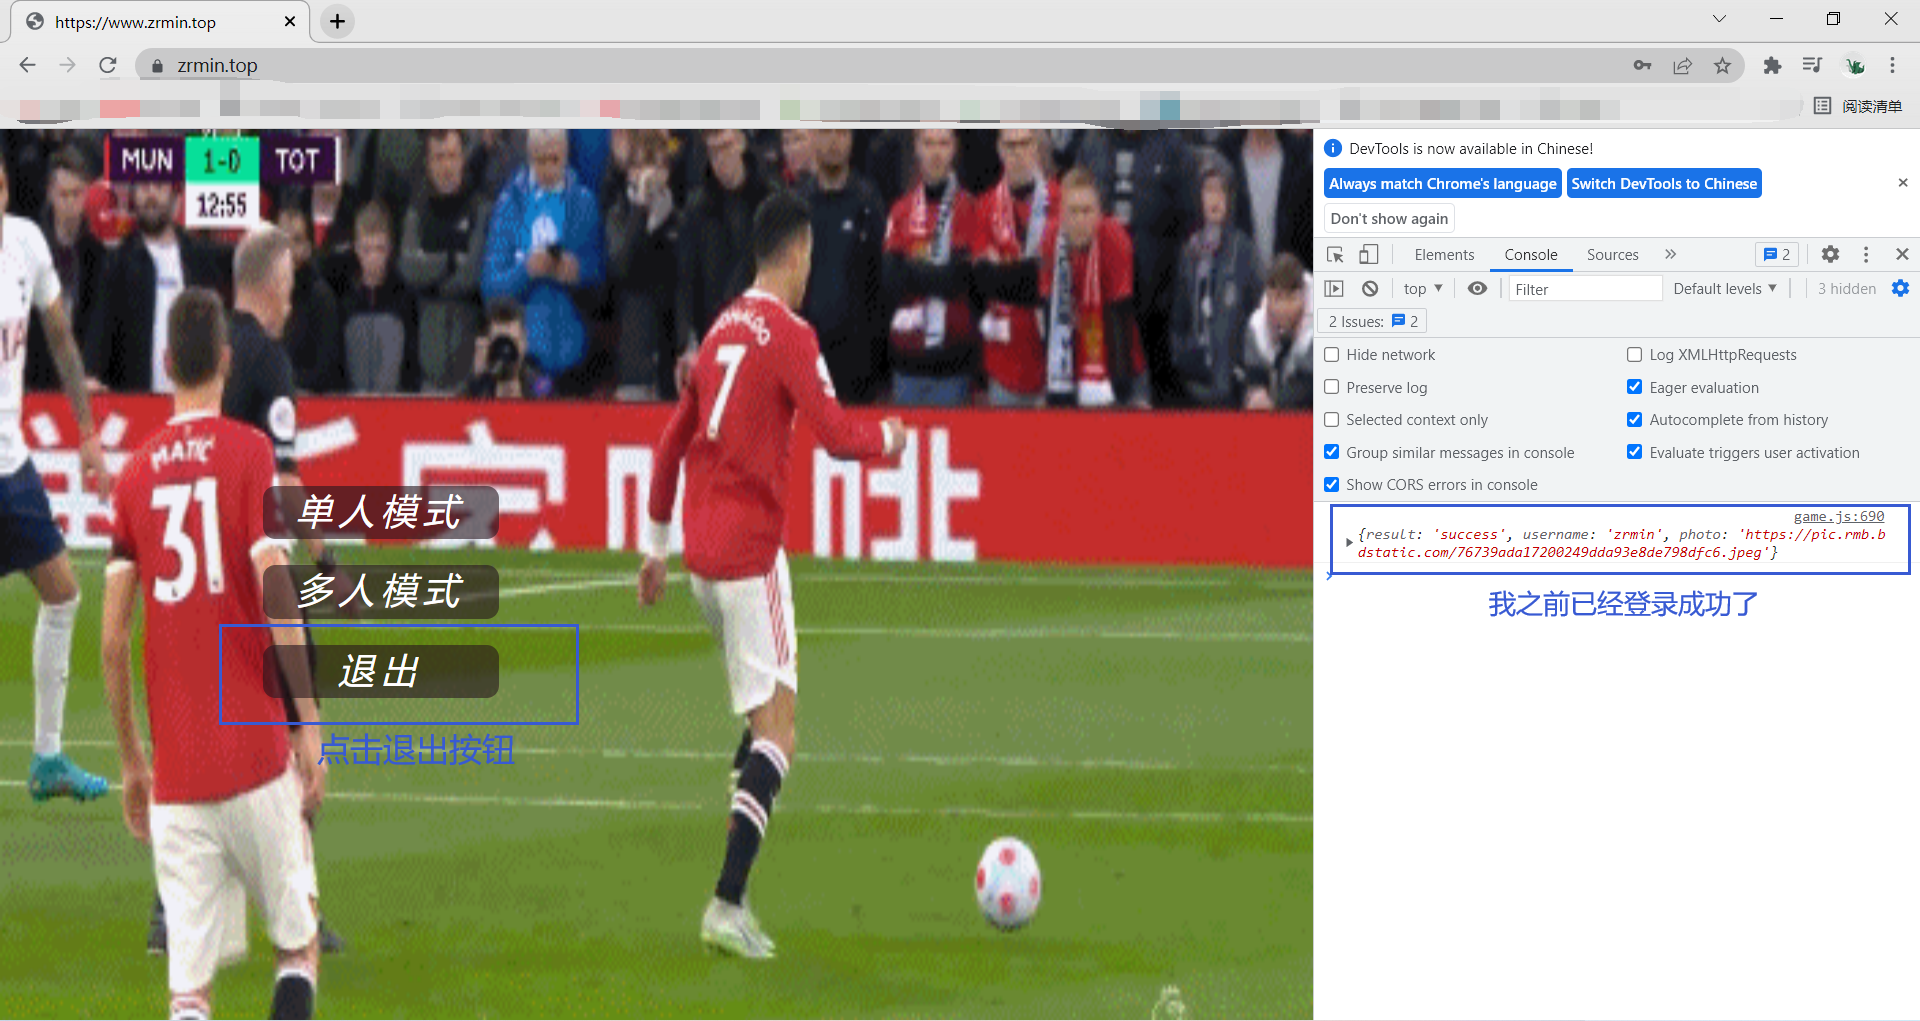 https://www.zrmin.top
zrmin.top
阅读清单
MUN 1-0 TOT
12:55
7
MATIC
31
单人模式
多人模式
退出
点击退出按钮
DevTools is now available in Chinese!
Always match Chrome's language
Switch DevTools to Chinese
Don't show again
Elements
Console
Sources
2
top
Filter
Default levels
3 hidden
2 Issues:
2
Hide network
Log XMLHttpRequests
Preserve log
Eager evaluation
Selected context only
Autocomplete from history
Group similar messages in console
Evaluate triggers user activation
Show CORS errors in console
game.js:690
{result: 'success', username: 'zrmin', photo: 'https://pic.rmb.b
dstatic.com/76739ada17200249dda93e8de798dfc6.jpeg'}
我之前已经登录成功了